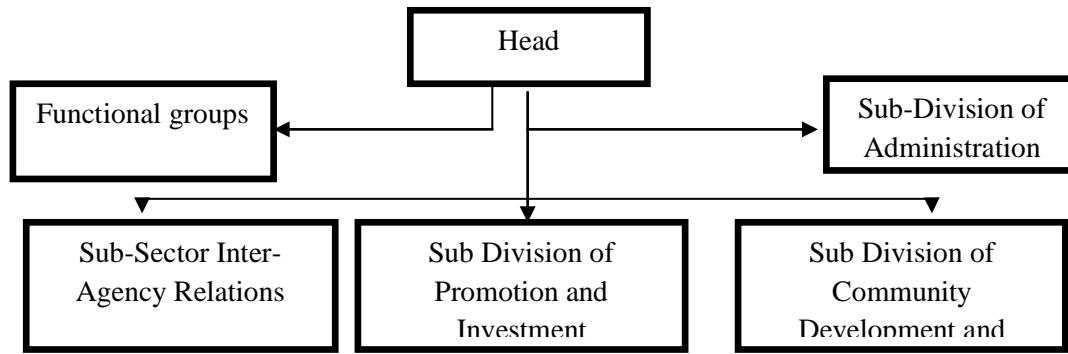 Head
Functional groups
Sub-Division of
Administration
Sub-Sector Inter-
Agency Relations
Sub Division of
Promotion and
Investment
Sub Division of
Community
Development and